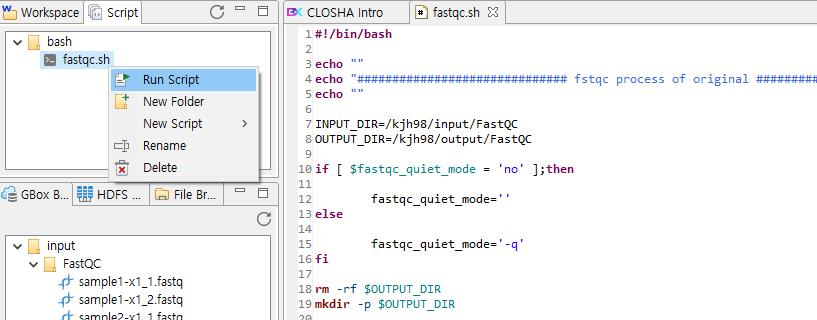 Workspace Script
bash
fastqc.sh
Run Script
New Folder
New Script
Rename
Delete
GBox B... HDFS File Br...
input
FastQC
sample1-x1_1.fastq
sample1-x1_2.fastq
sample2-x1_1.fastq
CLOSHA Intro fastqc.sh
1 #!/bin/bash
2
3 echo ""
4 echo "############################## fstqc process of original #########
5 echo ""
6
7 INPUT_DIR=/kjh98/input/FastQC
8 OUTPUT_DIR=/kjh98/output/FastQC
9
10 if [ $fastqc_quiet_mode = 'no' ];then
11
12 fastqc_quiet_mode=''
13 else
14
15 fastqc_quiet_mode='-q'
16 fi
17
18 rm -rf $OUTPUT_DIR
19 mkdir -p $OUTPUT_DIR
20